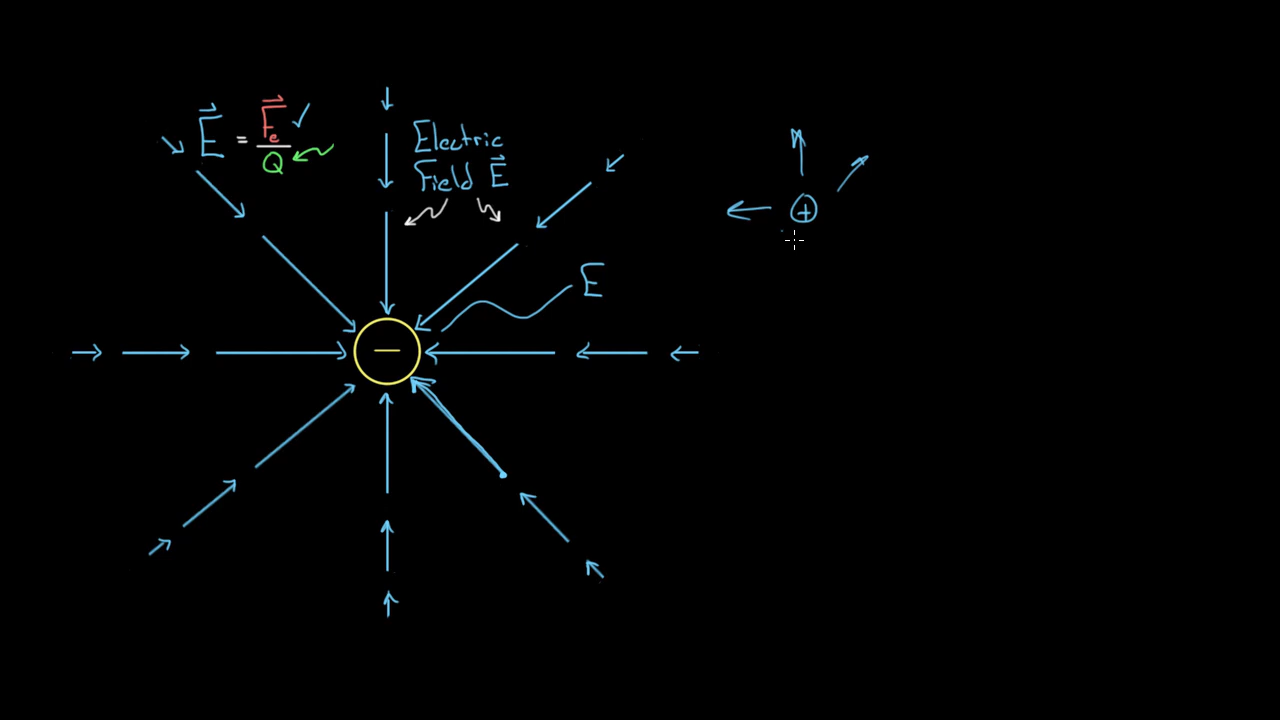 E = Fe / Q
Electric
Field E
E
−
+